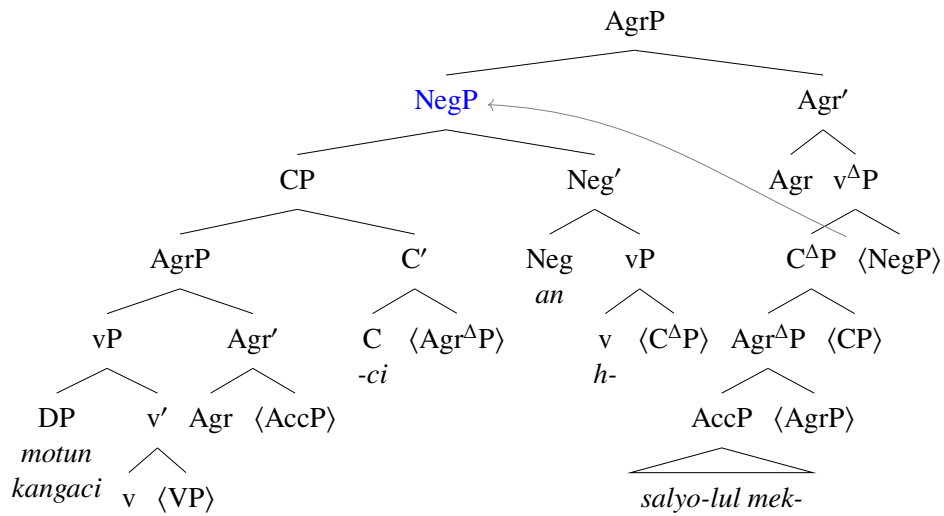 AgrP
NegP Agr′
CP Neg′ Agr v^ΔP
AgrP C′ Neg vP C^ΔP ⟨NegP⟩
an
vP Agr′ C ⟨Agr^ΔP⟩ v ⟨C^ΔP⟩ Agr^ΔP ⟨CP⟩
-ci h-
DP v′ Agr ⟨AccP⟩ AccP ⟨AgrP⟩
motun
kangaci v ⟨VP⟩ salyo-lul mek-